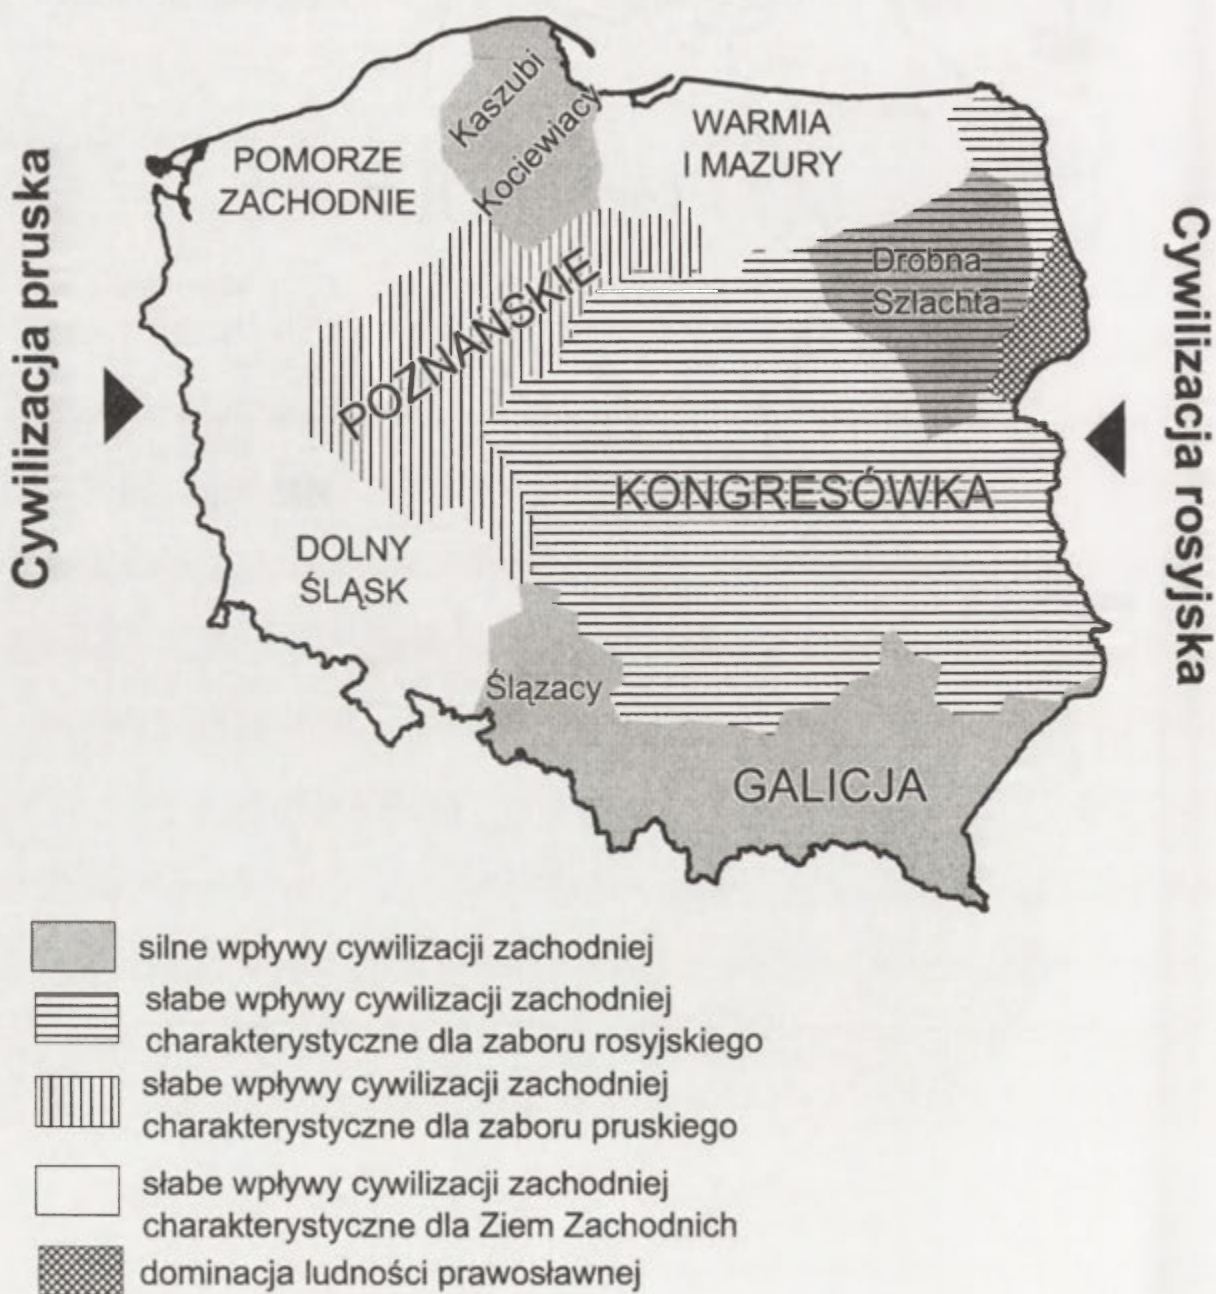 Kaszubi
Kociewiacy
POMORZE
ZACHODNIE
WARMIA
I MAZURY
Cywilizacja pruska
Cywilizacja rosyjska
Drobna
Szlachta
POZNAŃSKIE
KONGRESÓWKA
DOLNY
ŚLĄSK
Ślązacy
GALICJA
silne wpływy cywilizacji zachodniej
słabe wpływy cywilizacji zachodniej
charakterystyczne dla zaboru rosyjskiego
słabe wpływy cywilizacji zachodniej
charakterystyczne dla zaboru pruskiego
słabe wpływy cywilizacji zachodniej
charakterystyczne dla Ziem Zachodnich
dominacja ludności prawosławnej